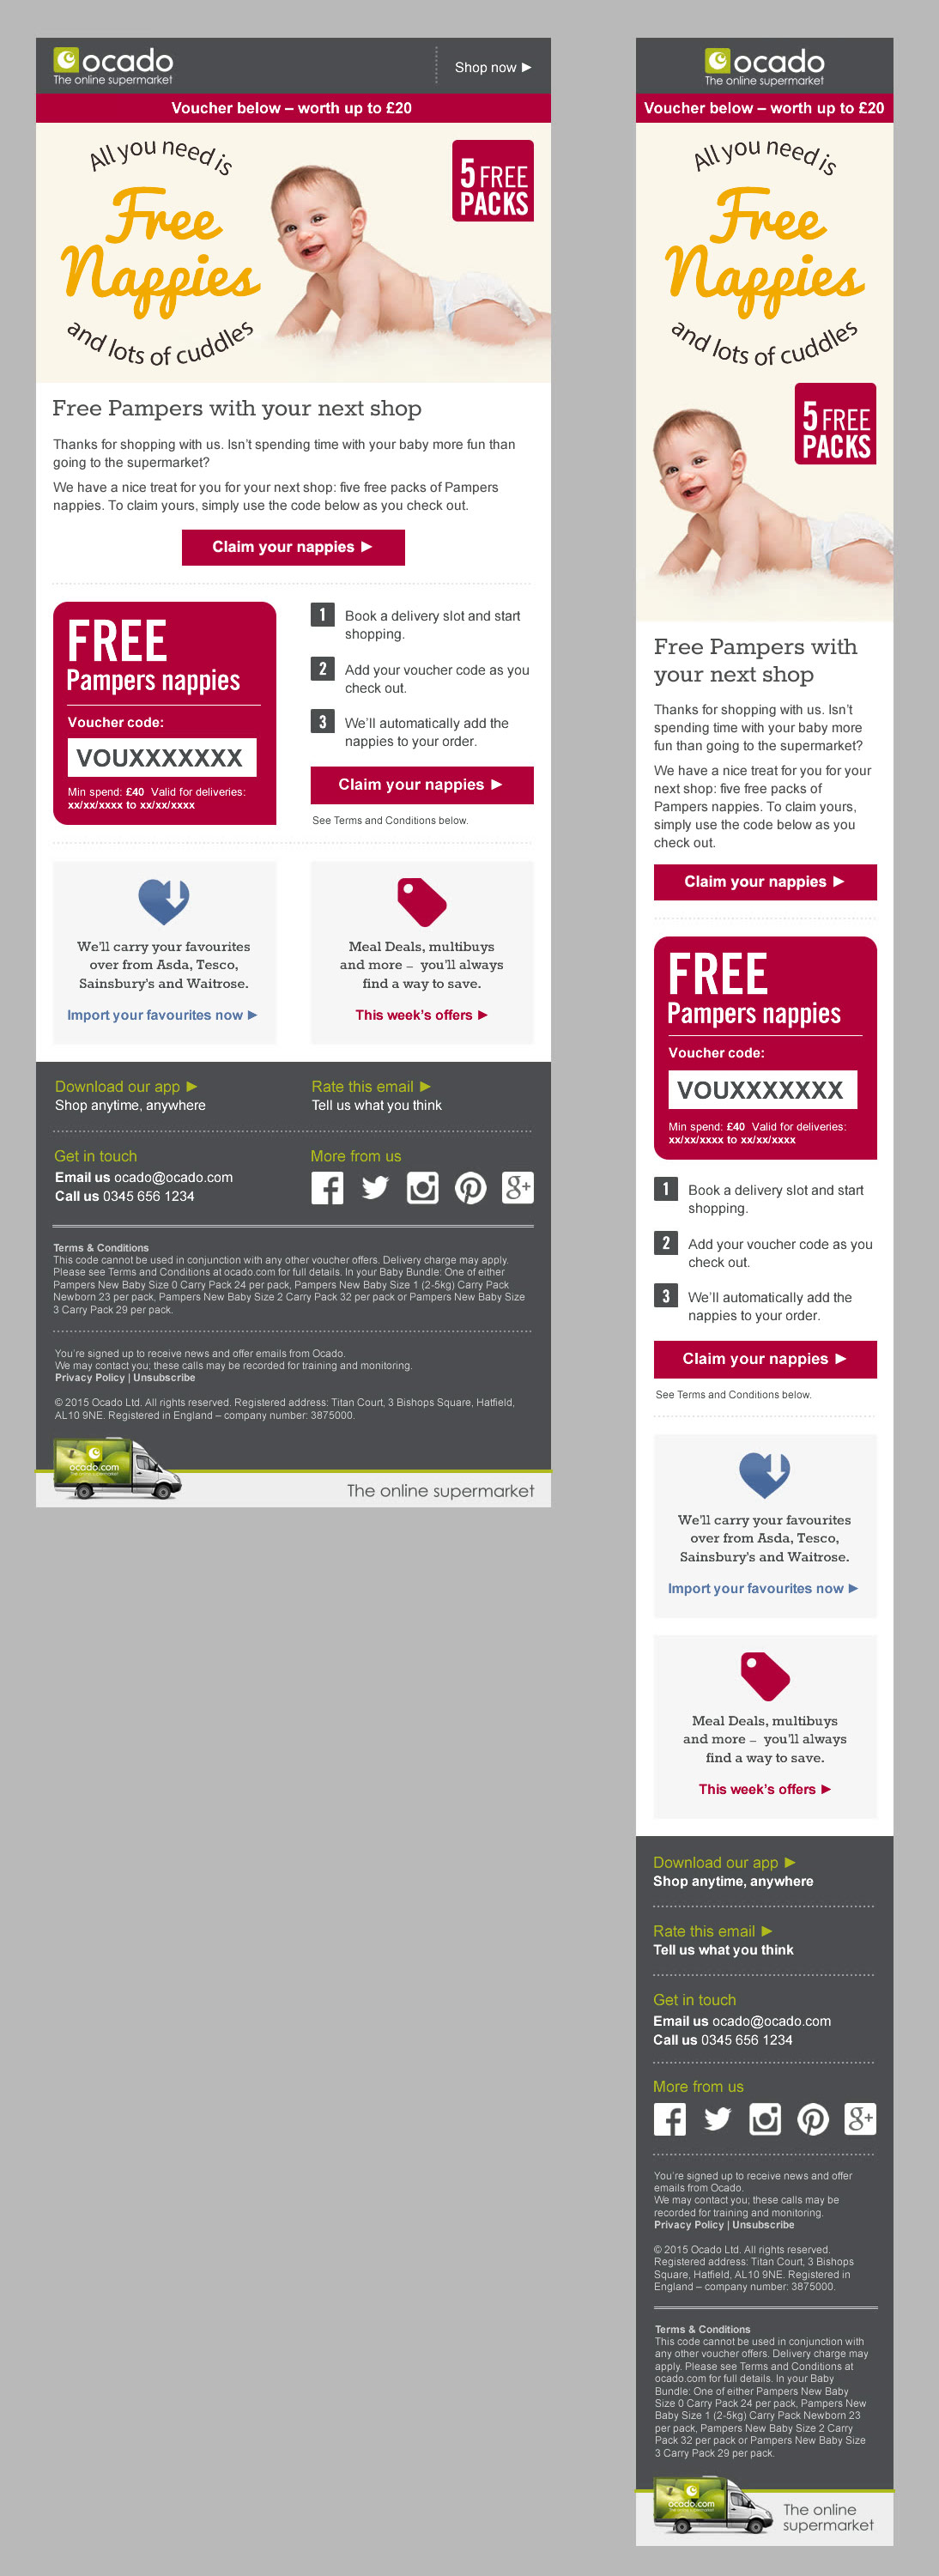 ocado
The online supermarket
Shop now ►
Voucher below – worth up to £20
All you need is
Free
Nappies
and lots of cuddles
5 FREE
PACKS
Free Pampers with your next shop
Thanks for shopping with us. Isn't spending time with your baby more fun than
going to the supermarket?
We have a nice treat for you for your next shop: five free packs of Pampers
nappies. To claim yours, simply use the code below as you check out.
Claim your nappies ►
FREE
Pampers nappies
Voucher code:
VOUXXXXXXX
Min spend: £40 Valid for deliveries:
xx/xx/xxxx to xx/xx/xxxx
1 Book a delivery slot and start
shopping.
2 Add your voucher code as you
check out.
3 We'll automatically add the
nappies to your order.
Claim your nappies ►
See Terms and Conditions below.
We'll carry your favourites
over from Asda, Tesco,
Sainsbury's and Waitrose.
Import your favourites now ►
Meal Deals, multibuys
and more – you'll always
find a way to save.
This week's offers ►
Download our app ►
Shop anytime, anywhere
Rate this email ►
Tell us what you think
Get in touch
Email us ocado@ocado.com
Call us 0345 656 1234
More from us
Terms & Conditions
This code cannot be used in conjunction with any other voucher offers. Delivery charge may apply.
Please see Terms and Conditions at ocado.com for full details. In your Baby Bundle: One of either
Pampers New Baby Size 0 Carry Pack 24 per pack, Pampers New Baby Size 1 (2-5kg) Carry Pack
Newborn 23 per pack, Pampers New Baby Size 2 Carry Pack 32 per pack or Pampers New Baby Size
3 Carry Pack 29 per pack.
You're signed up to receive news and offer emails from Ocado.
We may contact you; these calls may be recorded for training and monitoring.
Privacy Policy | Unsubscribe
© 2015 Ocado Ltd. All rights reserved. Registered address: Titan Court, 3 Bishops Square, Hatfield,
AL10 9NE. Registered in England – company number: 3875000.
ocado.com
The online supermarket
The online supermarket
ocado
The online supermarket
Voucher below – worth up to £20
All you need is
Free
Nappies
and lots of cuddles
5 FREE
PACKS
Free Pampers with
your next shop
Thanks for shopping with us. Isn't
spending time with your baby more
fun than going to the supermarket?
We have a nice treat for you for your
next shop: five free packs of
Pampers nappies. To claim yours,
simply use the code below as you
check out.
Claim your nappies ►
FREE
Pampers nappies
Voucher code:
VOUXXXXXXX
Min spend: £40 Valid for deliveries:
xx/xx/xxxx to xx/xx/xxxx
1 Book a delivery slot and start
shopping.
2 Add your voucher code as you
check out.
3 We'll automatically add the
nappies to your order.
Claim your nappies ►
See Terms and Conditions below.
We'll carry your favourites
over from Asda, Tesco,
Sainsbury's and Waitrose.
Import your favourites now ►
Meal Deals, multibuys
and more – you'll always
find a way to save.
This week's offers ►
Download our app ►
Shop anytime, anywhere
Rate this email ►
Tell us what you think
Get in touch
Email us ocado@ocado.com
Call us 0345 656 1234
More from us
You're signed up to receive news and offer
emails from Ocado.
We may contact you; these calls may be
recorded for training and monitoring.
Privacy Policy | Unsubscribe
© 2015 Ocado Ltd. All rights reserved.
Registered address: Titan Court, 3 Bishops
Square, Hatfield, AL10 9NE. Registered in
England – company number: 3875000.
Terms & Conditions
This code cannot be used in conjunction with
any other voucher offers. Delivery charge may
apply. Please see Terms and Conditions at
ocado.com for full details. In your Baby
Bundle: One of either Pampers New Baby
Size 0 Carry Pack 24 per pack, Pampers New
Baby Size 1 (2-5kg) Carry Pack Newborn 23
per pack, Pampers New Baby Size 2 Carry
Pack 32 per pack or Pampers New Baby Size
3 Carry Pack 29 per pack.
ocado.com
The online supermarket
The online
supermarket